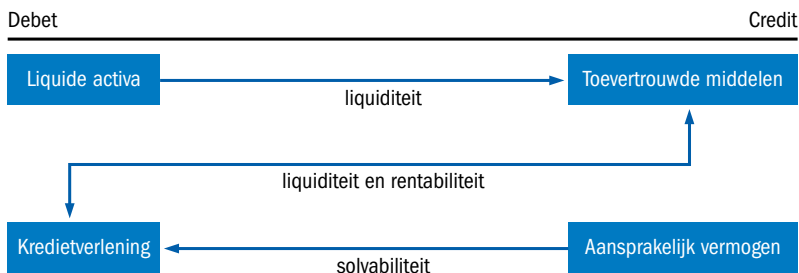 Debet
Credit
Liquide activa
Toevertrouwde middelen
liquiditeit
liquiditeit en rentabiliteit
Kredietverlening
Aansprakelijk vermogen
solvabiliteit